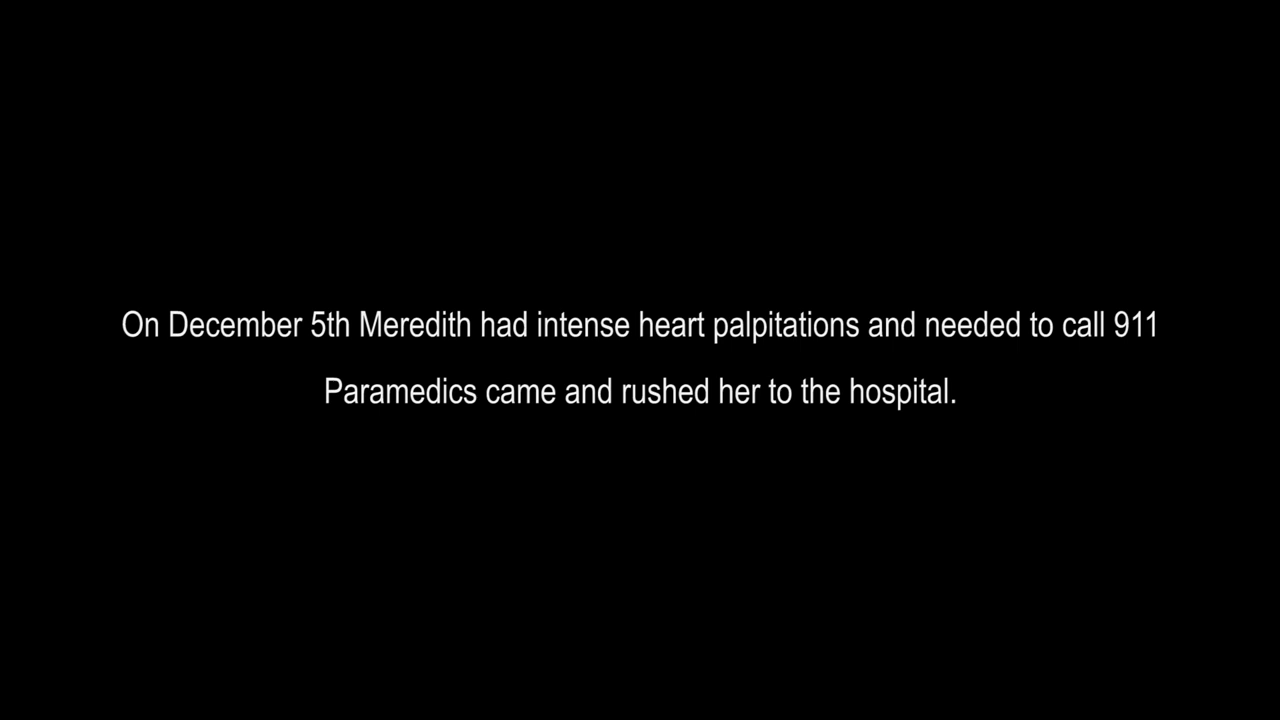 On December 5th Meredith had intense heart palpitations and needed to call 911
Paramedics came and rushed her to the hospital.